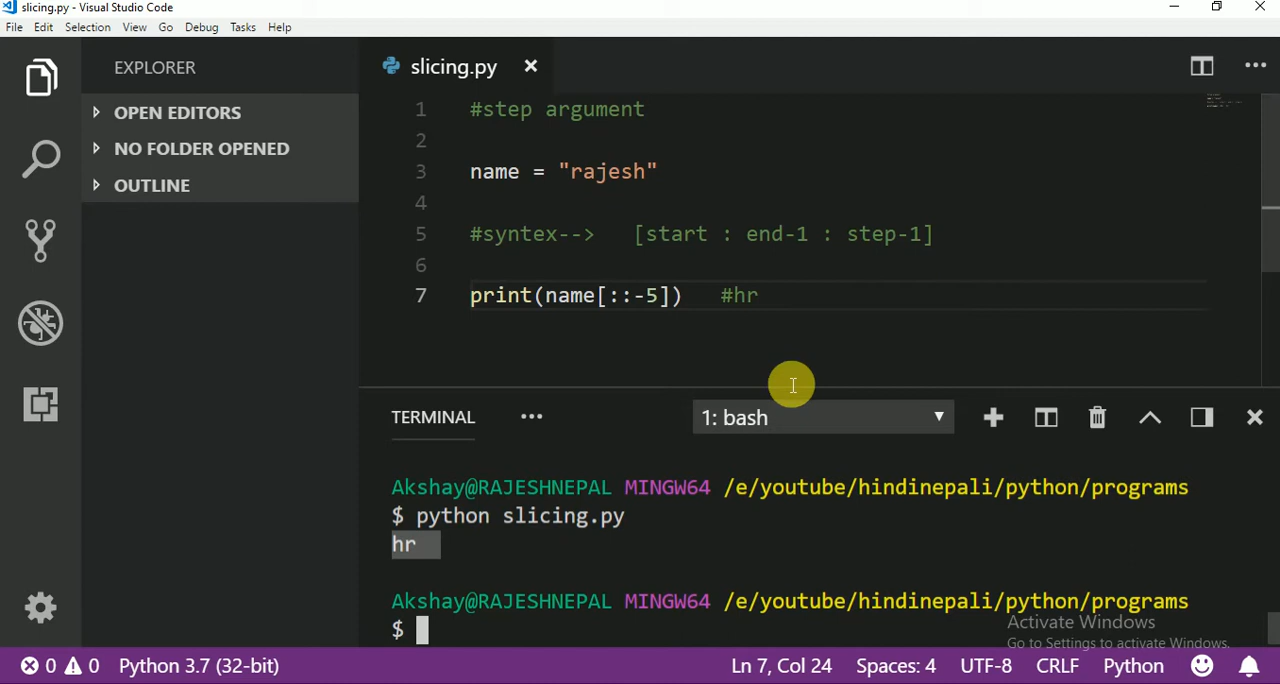 slicing.py - Visual Studio Code
File Edit Selection View Go Debug Tasks Help
EXPLORER
OPEN EDITORS
NO FOLDER OPENED
OUTLINE
slicing.py
1 #step argument
2
3 name = "rajesh"
4
5 #syntex--> [start : end-1 : step-1]
6
7 print(name[::-5]) #hr
TERMINAL
1: bash
Akshay@RAJESHNEPAL MINGW64 /e/youtube/hindinepali/python/programs
$ python slicing.py
hr
Akshay@RAJESHNEPAL MINGW64 /e/youtube/hindinepali/python/programs
$
Activate Windows
Go to Settings to activate Windows.
0 0 Python 3.7 (32-bit) Ln 7, Col 24 Spaces: 4 UTF-8 CRLF Python